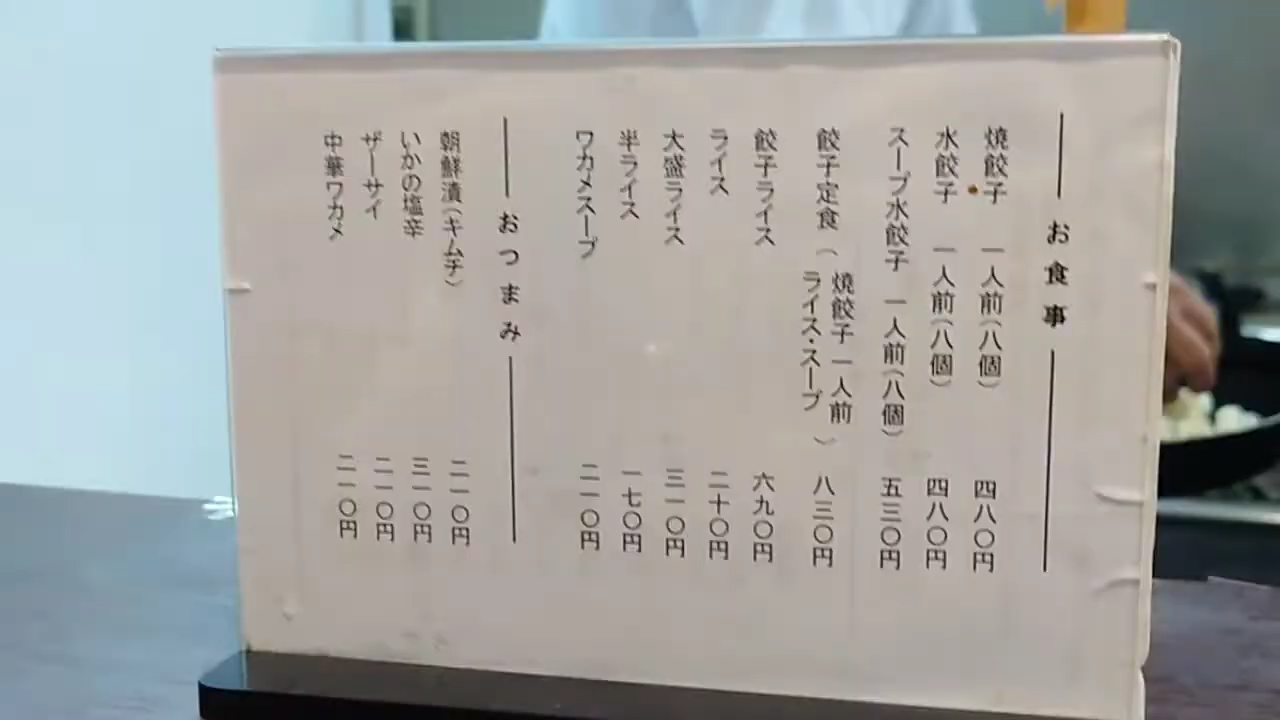 お食事
焼餃子 一人前(八個) 四八〇円
水餃子 一人前(八個) 四八〇円
スープ水餃子 一人前(八個) 五三〇円
餃子定食(焼餃子一人前 ライス・スープ) 八三〇円
餃子ライス 六九〇円
ライス 二一〇円
大盛ライス 三一〇円
半ライス 一七〇円
ワカメスープ 二一〇円
おつまみ
朝鮮漬(キムチ) 二一〇円
いかの塩辛 三一〇円
ザーサイ 二一〇円
中華ワカメ 二一〇円